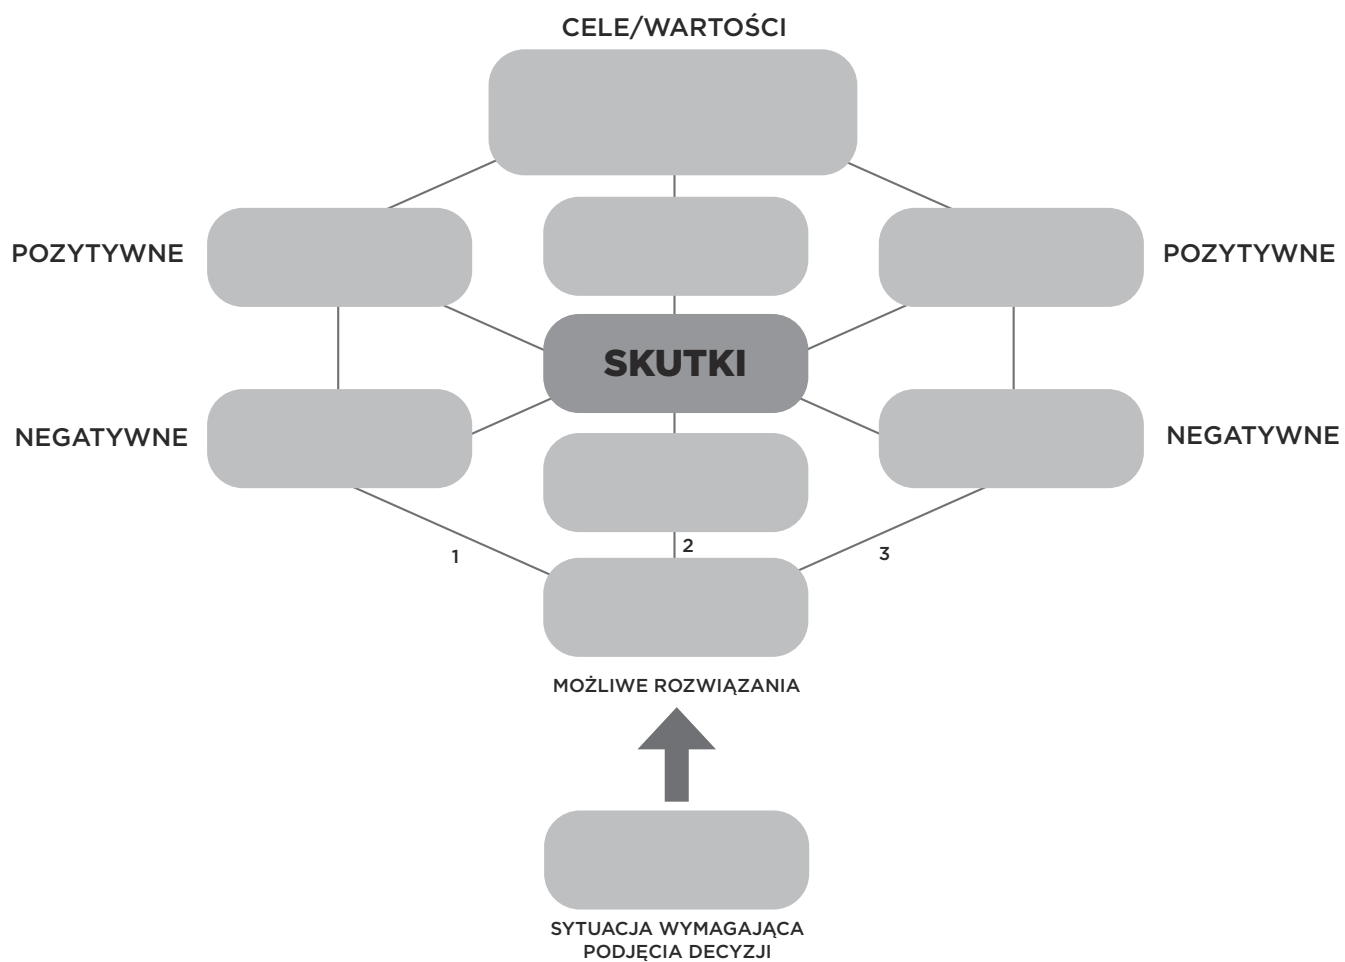 CELE/WARTOŚCI
POZYTYWNE
POZYTYWNE
SKUTKI
NEGATYWNE
NEGATYWNE
1
2
3
MOŻLIWE ROZWIĄZANIA
SYTUACJA WYMAGAJĄCA
PODJĘCIA DECYZJI